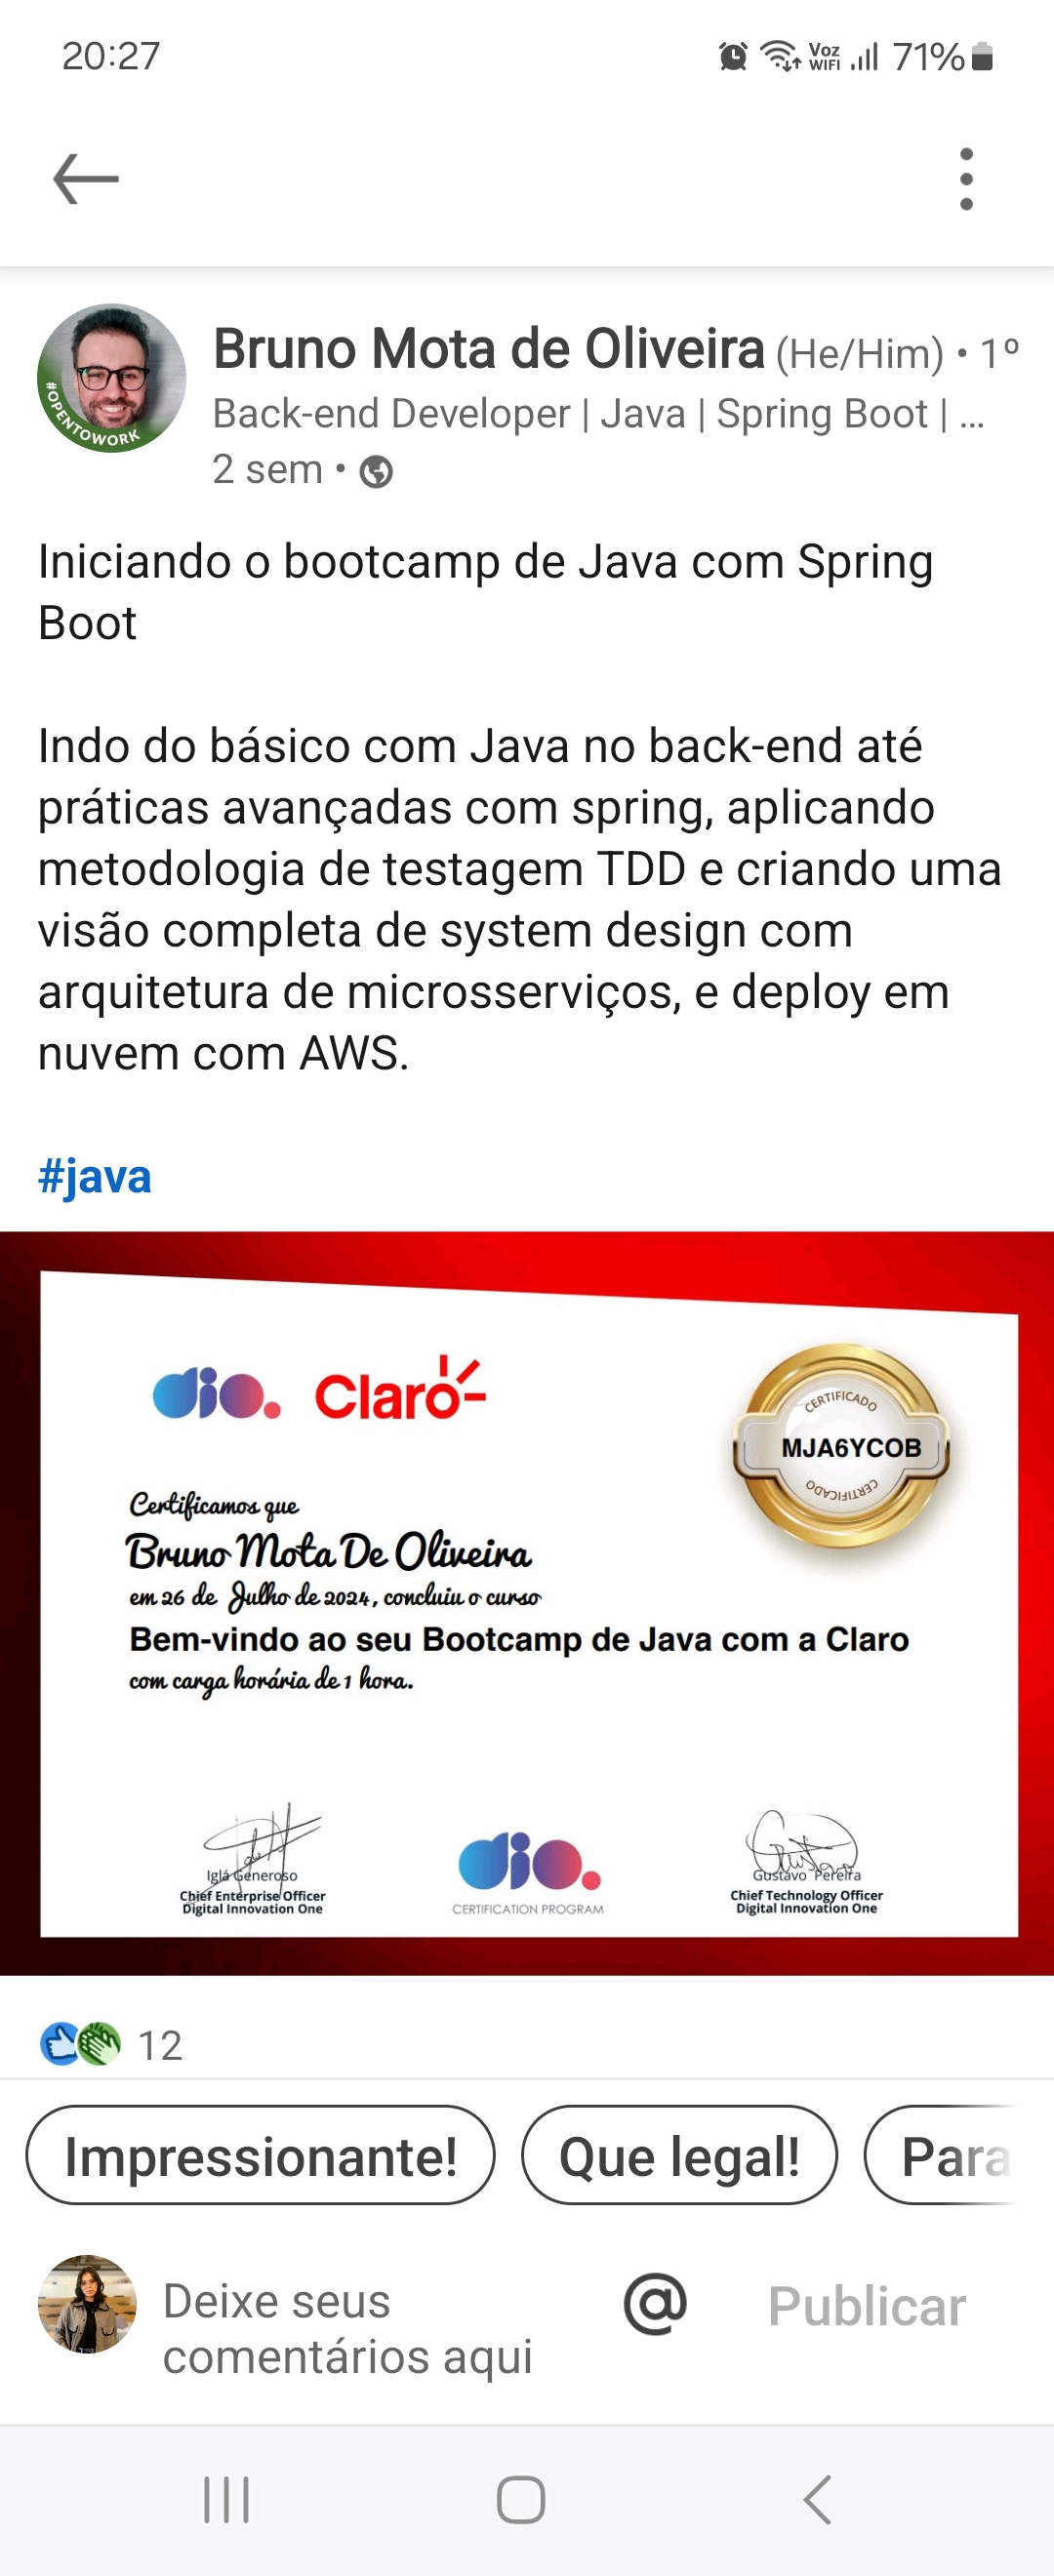 20:27
Voz
WIFI
71%
Bruno Mota de Oliveira (He/Him) • 1º
Back-end Developer | Java | Spring Boot | ...
2 sem •
#OPENTOWORK
Iniciando o bootcamp de Java com Spring
Boot
Indo do básico com Java no back-end até
práticas avançadas com spring, aplicando
metodologia de testagem TDD e criando uma
visão completa de system design com
arquitetura de microsserviços, e deploy em
nuvem com AWS.
#java
dio. Claro
CERTIFICADO
MJA6YCOB
CERTIFICADO
Certificamos que
Bruno Mota De Oliveira
em 26 de Julho de 2024, concluiu o curso
Bem-vindo ao seu Bootcamp de Java com a Claro
com carga horária de 1 hora.
Iglá Generoso
Chief Enterprise Officer
Digital Innovation One
dio.
CERTIFICATION PROGRAM
Gustavo Pereira
Chief Technology Officer
Digital Innovation One
12
Impressionante!
Que legal!
Para
Deixe seus
comentários aqui
@
Publicar